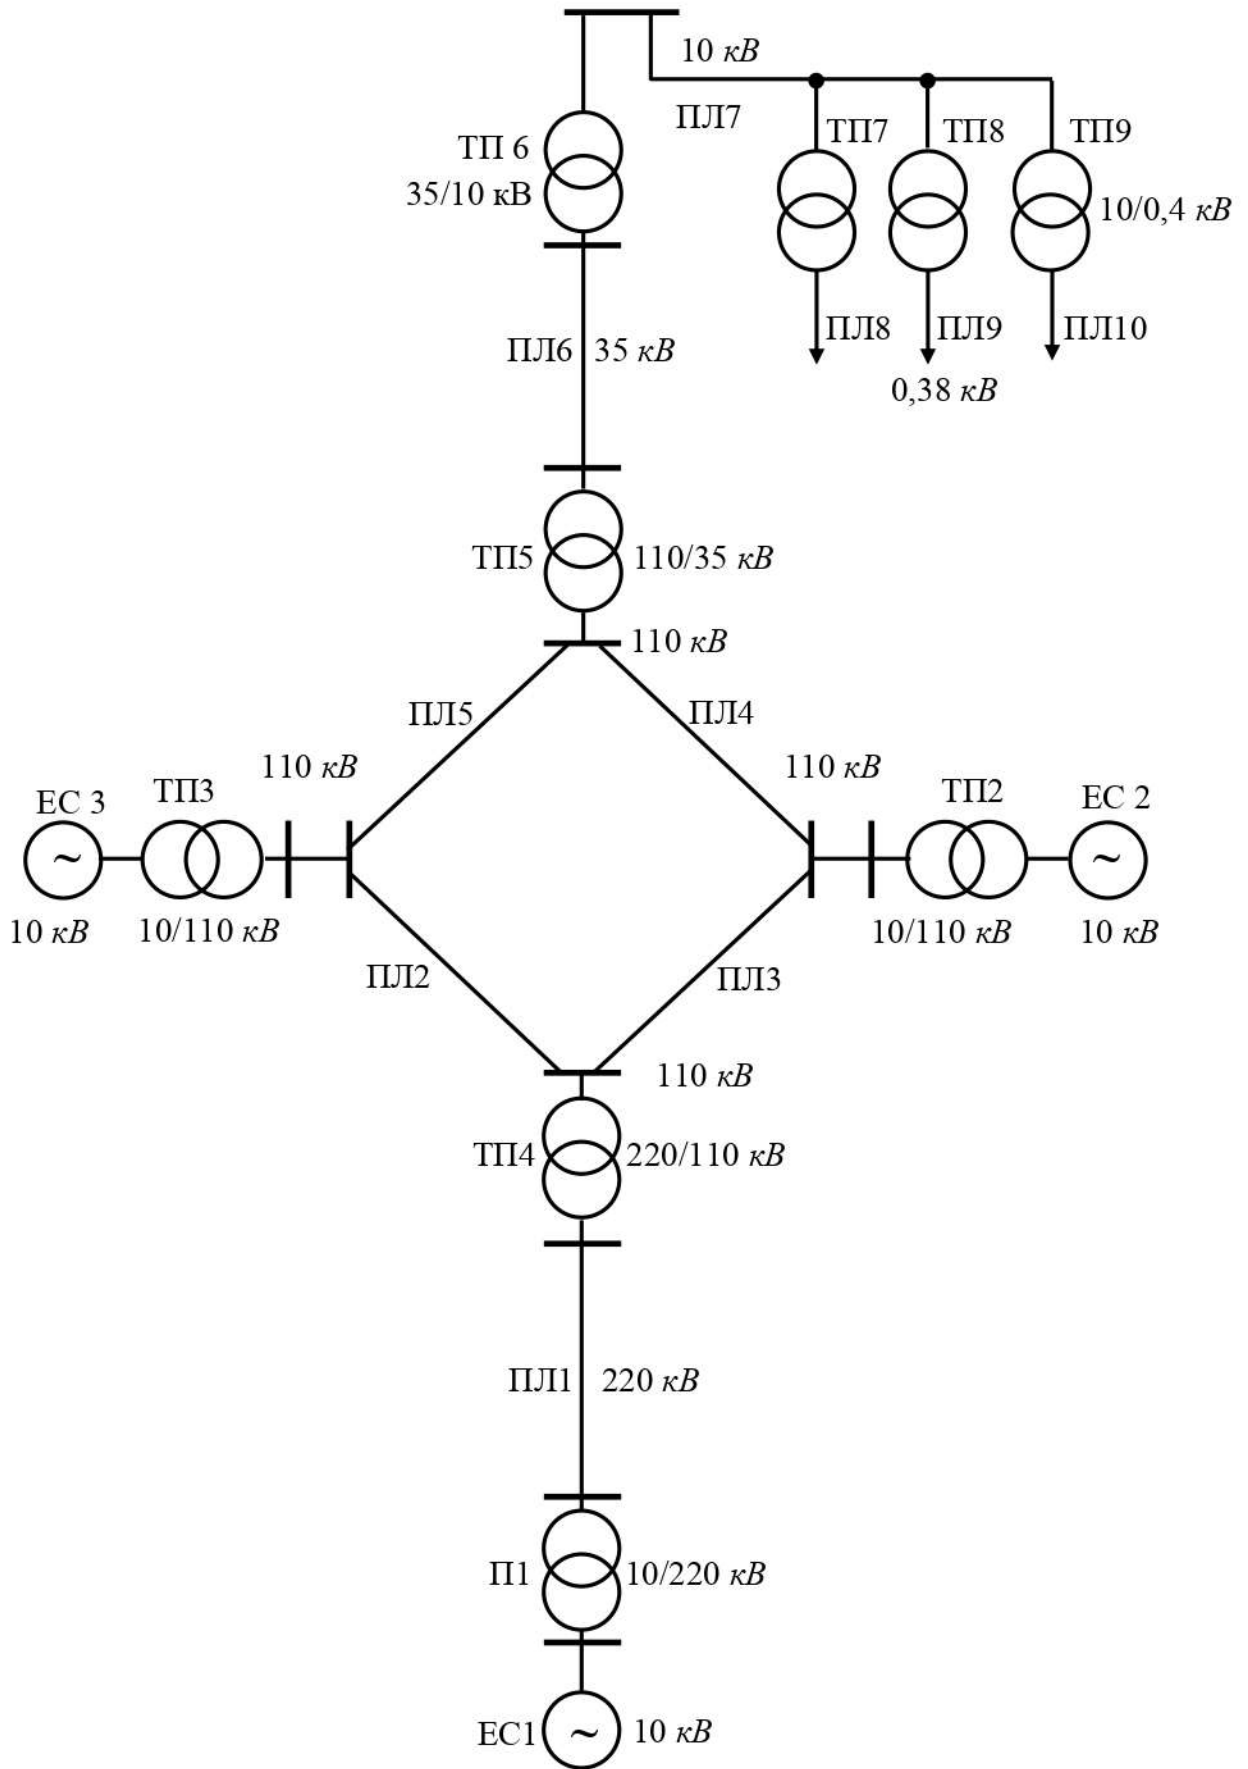 10 кВ
ПЛ7
ТП 6
35/10 кВ
ТП7
ТП8
ТП9
10/0,4 кВ
ПЛ8
ПЛ9
ПЛ10
0,38 кВ
ПЛ6
35 кВ
ТП5
110/35 кВ
110 кВ
ПЛ5
ПЛ4
110 кВ
110 кВ
ЕС 3
ТП3
ТП2
ЕС 2
~
~
10 кВ
10/110 кВ
10/110 кВ
10 кВ
ПЛ2
ПЛ3
110 кВ
ТП4
220/110 кВ
ПЛ1
220 кВ
П1
10/220 кВ
ЕС1
~
10 кВ